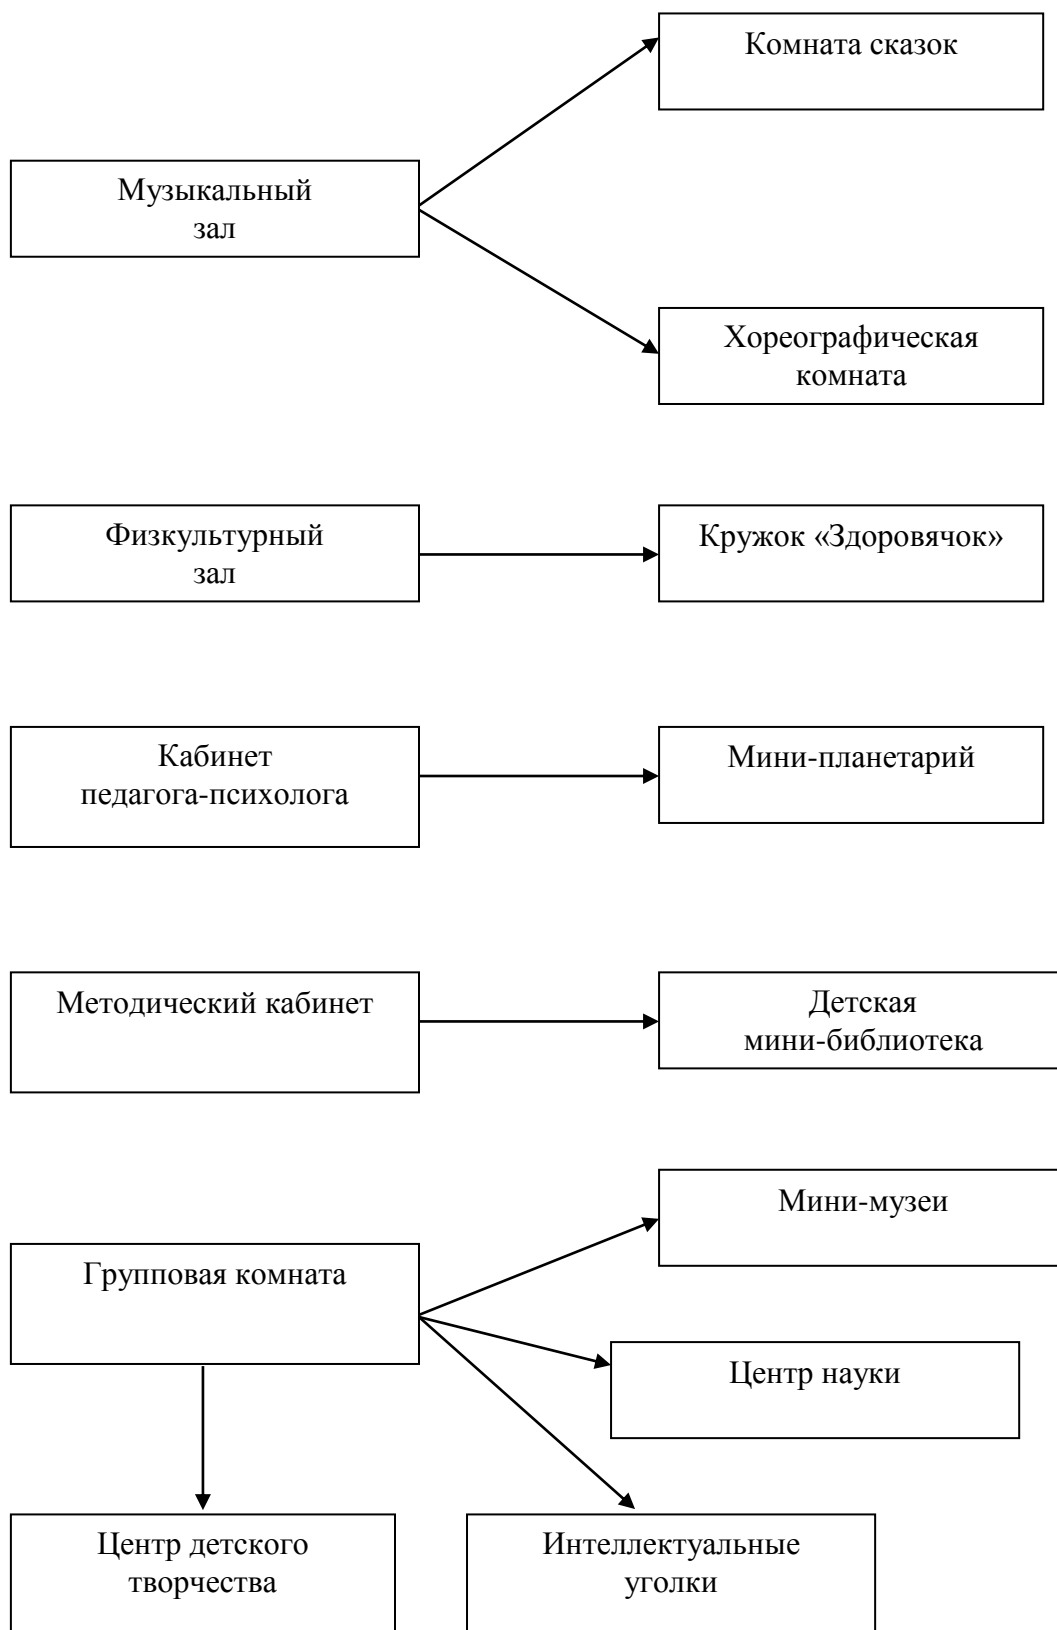 Комната сказок
Музыкальный
зал
Хореографическая
комната
Физкультурный
зал
Кружок «Здоровячок»
Кабинет
педагога-психолога
Мини-планетарий
Методический кабинет
Детская
мини-библиотека
Мини-музеи
Групповая комната
Центр науки
Центр детского
творчества
Интеллектуальные
уголки